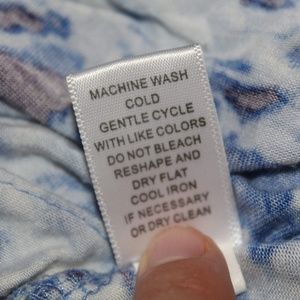 MACHINE WASH
COLD
GENTLE CYCLE
WITH LIKE COLORS
DO NOT BLEACH
RESHAPE AND
DRY FLAT
COOL IRON
IF NECESSARY
OR DRY CLEAN